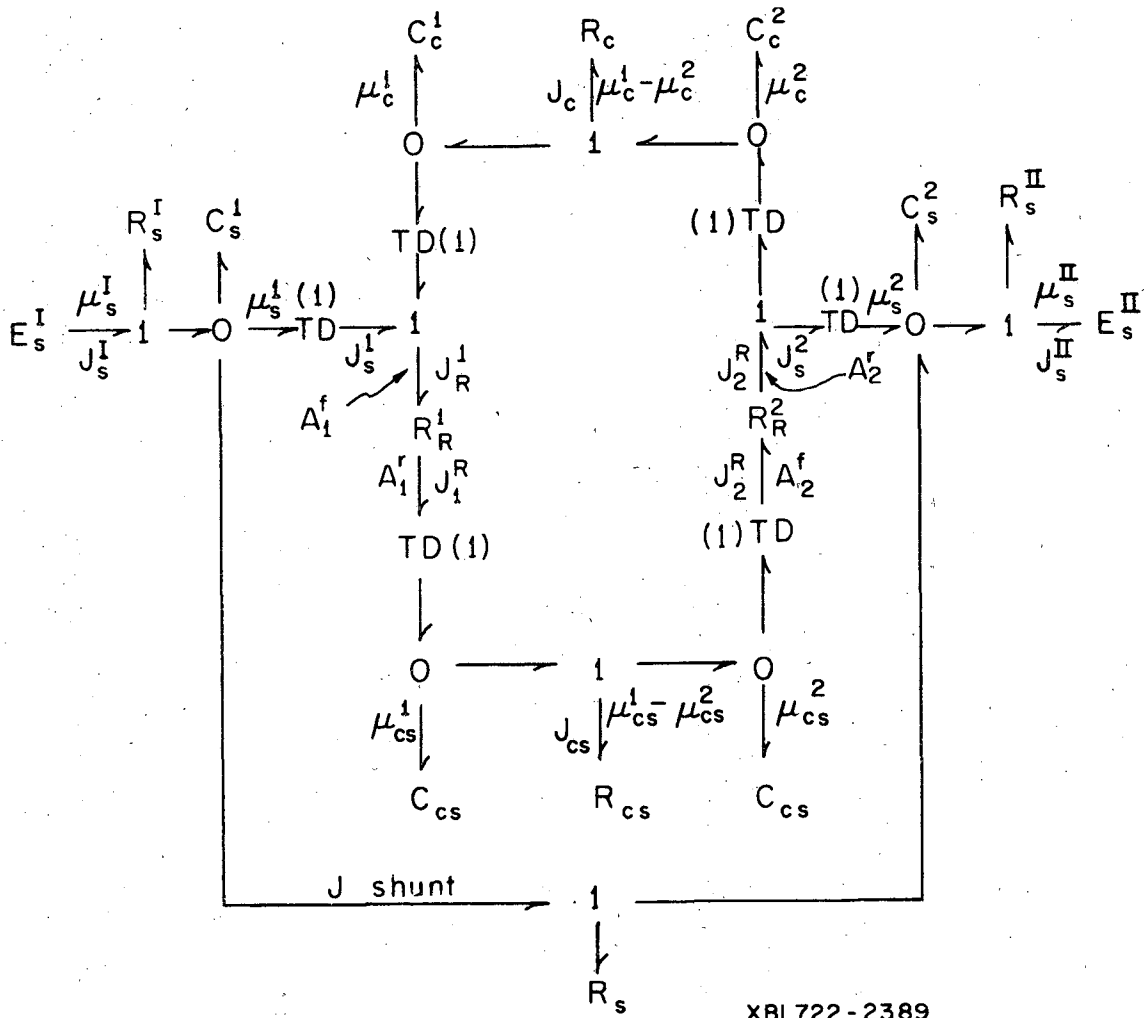 C_c^1 R_c C_c^2
μ_c^1 J_c μ_c^1 - μ_c^2 μ_c^2
0 1 0
R_s^I C_s^1 TD(1) (1)TD C_s^2 R_s^II
E_s^I μ_s^I J_s^I 1 0 μ_s^1 (1) TD J_s^1 1 1 J_s^2 (1) TD μ_s^2 0 1 μ_s^II J_s^II E_s^II
A_1^f J_R^1 J_2^R A_2^r
R_R^1 R_R^2
A_1^r J_1^R J_2^R A_2^f
TD(1) (1)TD
0 1 0
μ_cs^1 J_cs μ_cs^1 - μ_cs^2 μ_cs^2
C_cs R_cs C_cs
J shunt 1
R_s
XBL722-2389